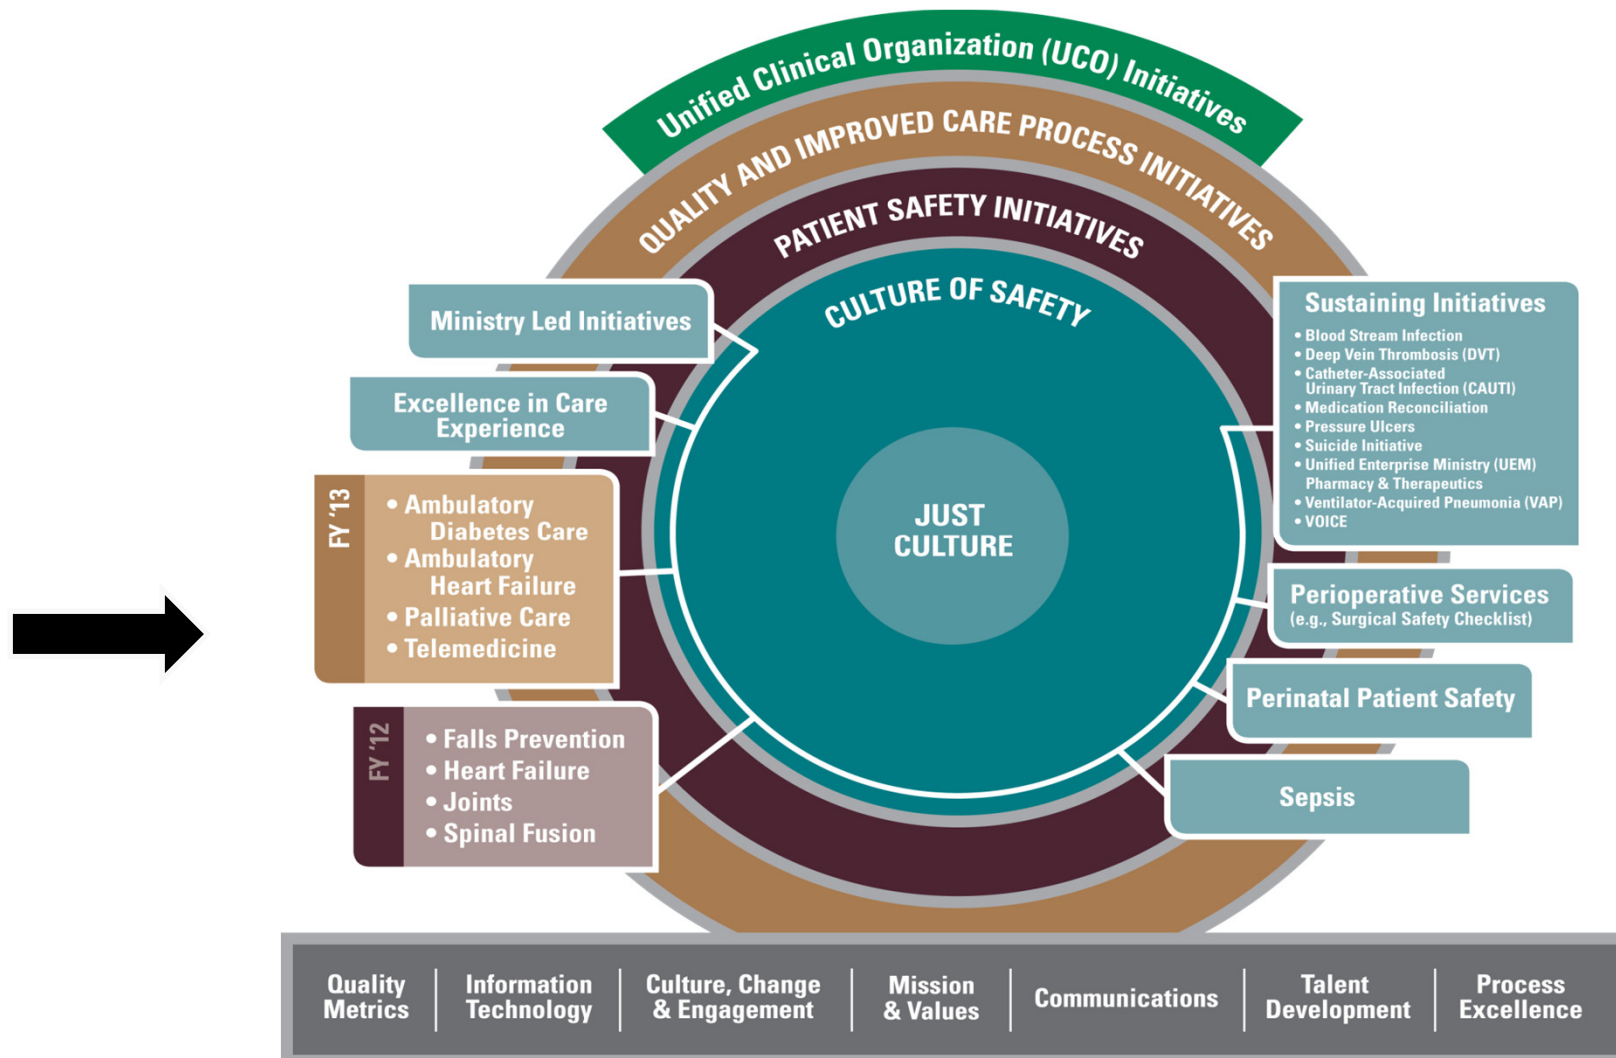 Unified Clinical Organization (UCO) Initiatives
QUALITY AND IMPROVED CARE PROCESS INITIATIVES
PATIENT SAFETY INITIATIVES
CULTURE OF SAFETY
JUST
CULTURE
Ministry Led Initiatives
Excellence in Care
Experience
FY '13
• Ambulatory
Diabetes Care
• Ambulatory
Heart Failure
• Palliative Care
• Telemedicine
FY '12
• Falls Prevention
• Heart Failure
• Joints
• Spinal Fusion
Sustaining Initiatives
• Blood Stream Infection
• Deep Vein Thrombosis (DVT)
• Catheter-Associated
Urinary Tract Infection (CAUTI)
• Medication Reconciliation
• Pressure Ulcers
• Suicide Initiative
• Unified Enterprise Ministry (UEM)
Pharmacy & Therapeutics
• Ventilator-Acquired Pneumonia (VAP)
• VOICE
Perioperative Services
(e.g., Surgical Safety Checklist)
Perinatal Patient Safety
Sepsis
Quality
Metrics
Information
Technology
Culture, Change
& Engagement
Mission
& Values
Communications
Talent
Development
Process
Excellence